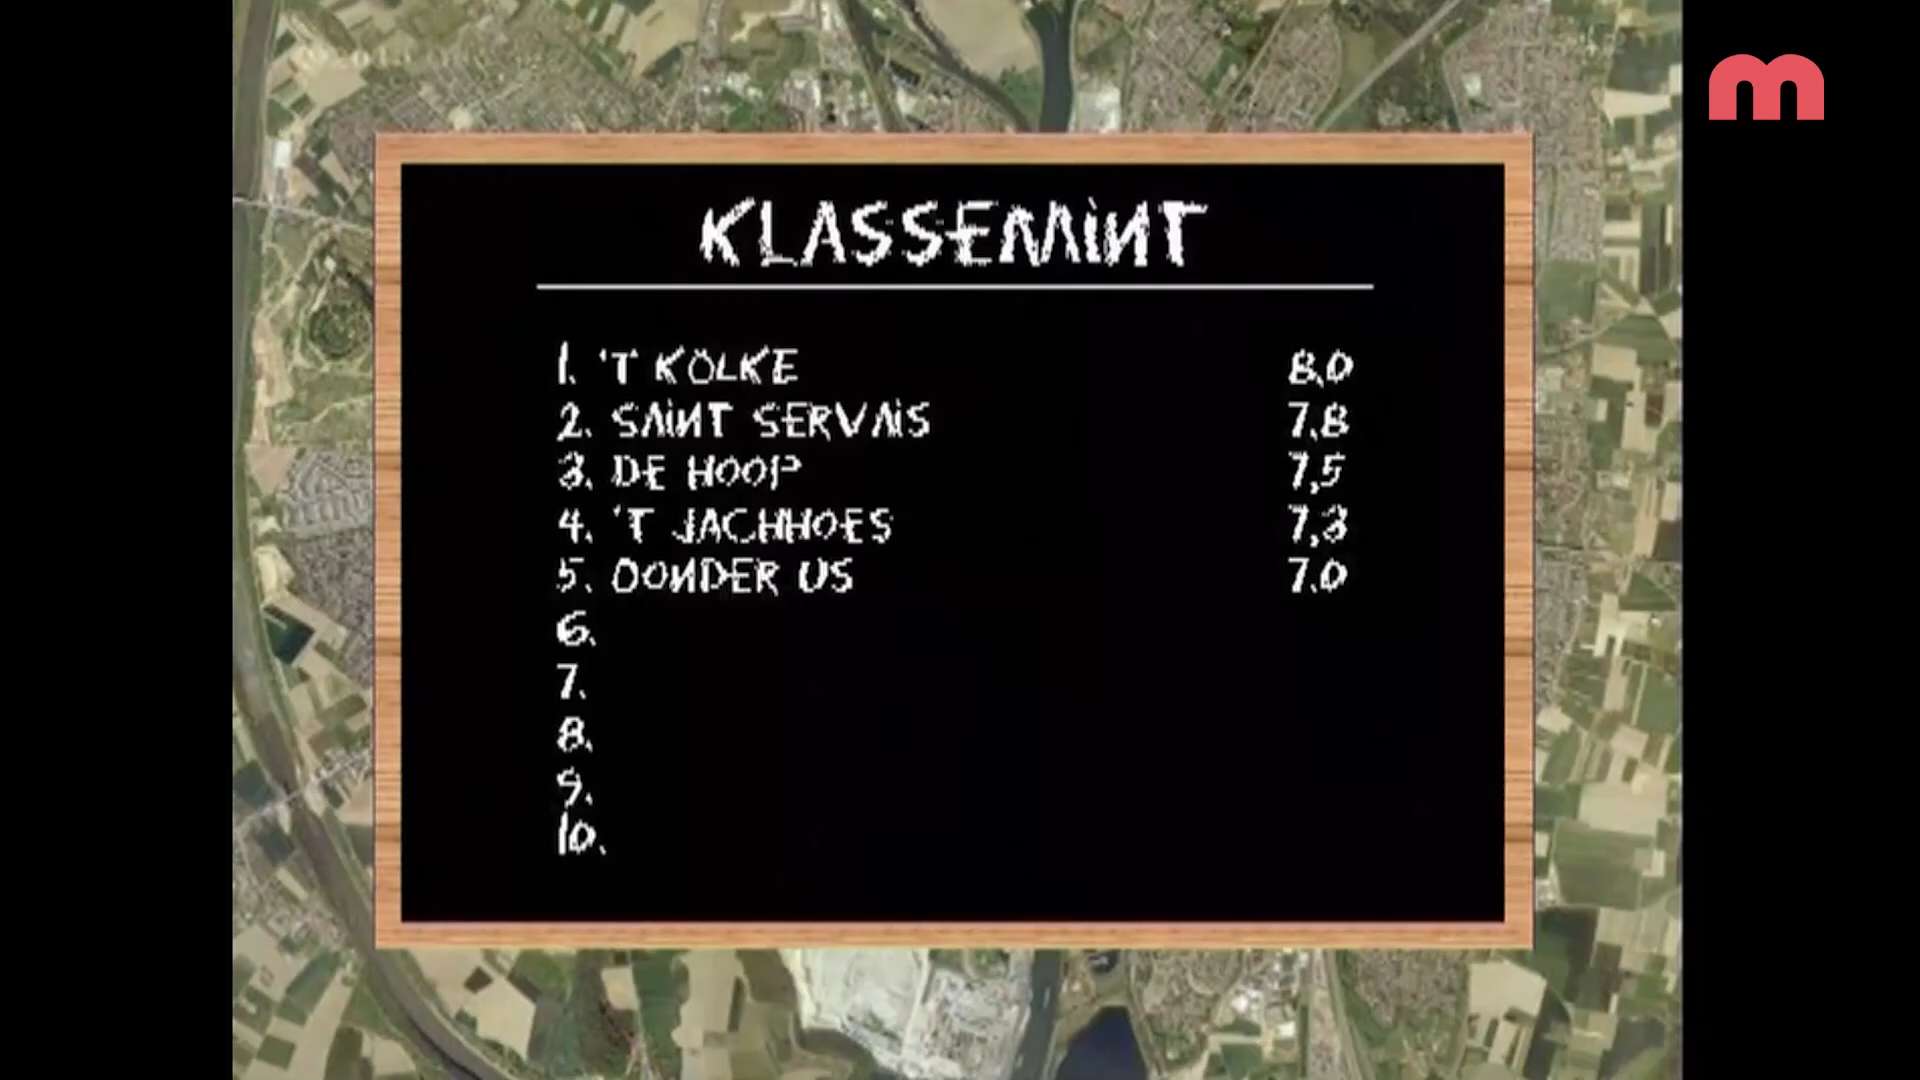 m
KLASSEMINT
1. 'T KÖLKE 8,0
2. SAINT SERVAIS 7,8
3. DE HOOP 7,5
4. 'T JACHHOES 7,3
5. OONDER US 7,0
6.
7.
8.
9.
10.